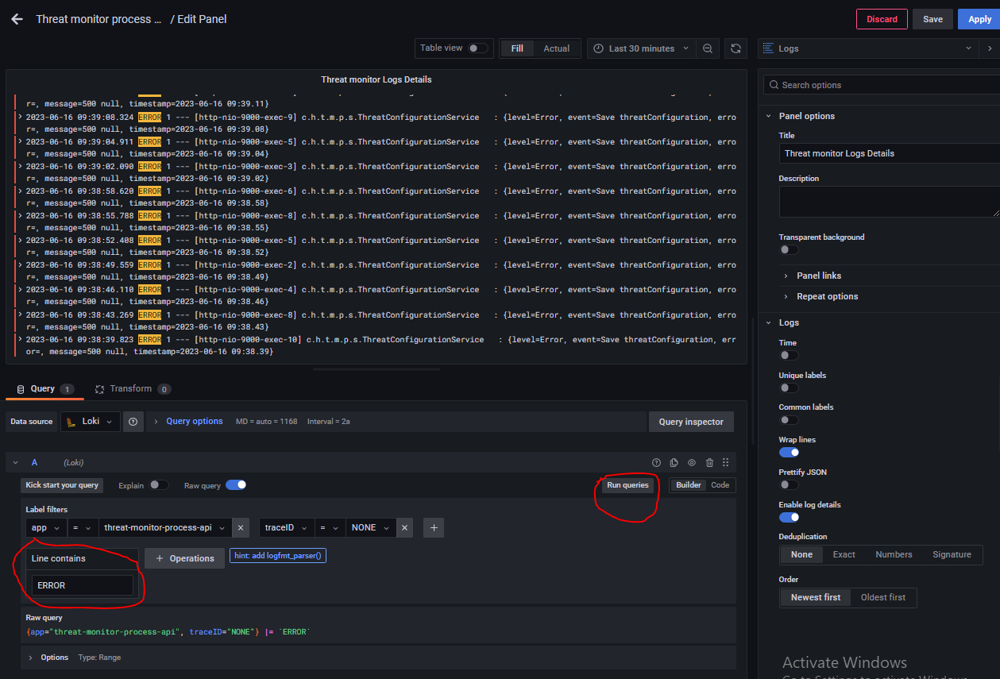 Threat monitor process ... / Edit Panel
Discard Save Apply
Table view Fill Actual Last 30 minutes
Logs
Threat monitor Logs Details
r=, message=500 null, timestamp=2023-06-16 09:39.11}
2023-06-16 09:39:08.324 ERROR 1 --- [http-nio-9000-exec-9] c.h.t.m.p.s.ThreatConfigurationService : {level=Error, event=Save threatConfiguration, erro
r=, message=500 null, timestamp=2023-06-16 09:39.08}
2023-06-16 09:39:04.911 ERROR 1 --- [http-nio-9000-exec-5] c.h.t.m.p.s.ThreatConfigurationService : {level=Error, event=Save threatConfiguration, erro
r=, message=500 null, timestamp=2023-06-16 09:39.04}
2023-06-16 09:39:02.090 ERROR 1 --- [http-nio-9000-exec-3] c.h.t.m.p.s.ThreatConfigurationService : {level=Error, event=Save threatConfiguration, erro
r=, message=500 null, timestamp=2023-06-16 09:39.02}
2023-06-16 09:38:58.620 ERROR 1 --- [http-nio-9000-exec-6] c.h.t.m.p.s.ThreatConfigurationService : {level=Error, event=Save threatConfiguration, erro
r=, message=500 null, timestamp=2023-06-16 09:38.58}
2023-06-16 09:38:55.788 ERROR 1 --- [http-nio-9000-exec-8] c.h.t.m.p.s.ThreatConfigurationService : {level=Error, event=Save threatConfiguration, erro
r=, message=500 null, timestamp=2023-06-16 09:38.55}
2023-06-16 09:38:52.408 ERROR 1 --- [http-nio-9000-exec-5] c.h.t.m.p.s.ThreatConfigurationService : {level=Error, event=Save threatConfiguration, erro
r=, message=500 null, timestamp=2023-06-16 09:38.52}
2023-06-16 09:38:49.559 ERROR 1 --- [http-nio-9000-exec-2] c.h.t.m.p.s.ThreatConfigurationService : {level=Error, event=Save threatConfiguration, erro
r=, message=500 null, timestamp=2023-06-16 09:38.49}
2023-06-16 09:38:46.110 ERROR 1 --- [http-nio-9000-exec-4] c.h.t.m.p.s.ThreatConfigurationService : {level=Error, event=Save threatConfiguration, erro
r=, message=500 null, timestamp=2023-06-16 09:38.46}
2023-06-16 09:38:43.269 ERROR 1 --- [http-nio-9000-exec-8] c.h.t.m.p.s.ThreatConfigurationService : {level=Error, event=Save threatConfiguration, erro
r=, message=500 null, timestamp=2023-06-16 09:38.43}
2023-06-16 09:38:39.823 ERROR 1 --- [http-nio-9000-exec-10] c.h.t.m.p.s.ThreatConfigurationService : {level=Error, event=Save threatConfiguration, err
or=, message=500 null, timestamp=2023-06-16 09:38.39}
Query 1 Transform 0
Data source Loki Query options MD = auto = 1168 Interval = 2s Query inspector
A (Loki)
Kick start your query Explain Raw query Run queries Builder Code
Label filters
app = threat-monitor-process-api traceID = NONE
Line contains + Operations hint: add logfmt_parser()
ERROR
Raw query
{app="threat-monitor-process-api", traceID="NONE"} |= `ERROR`
Options Type: Range
Search options
Panel options
Title
Threat monitor Logs Details
Description
Transparent background
Panel links
Repeat options
Logs
Time
Unique labels
Common labels
Wrap lines
Prettify JSON
Enable log details
Deduplication
None Exact Numbers Signature
Order
Newest first Oldest first
Activate Windows
Go to Settings to activate Windows